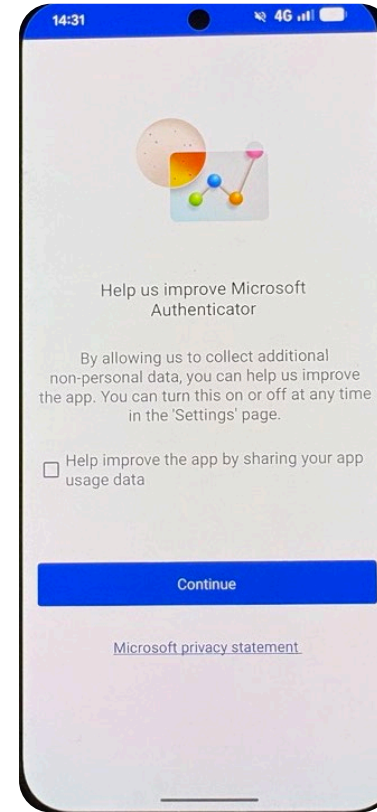 14:31
4G
Help us improve Microsoft
Authenticator
By allowing us to collect additional
non-personal data, you can help us improve
the app. You can turn this on or off at any time
in the 'Settings' page.
Help improve the app by sharing your app
usage data
Continue
Microsoft privacy statement